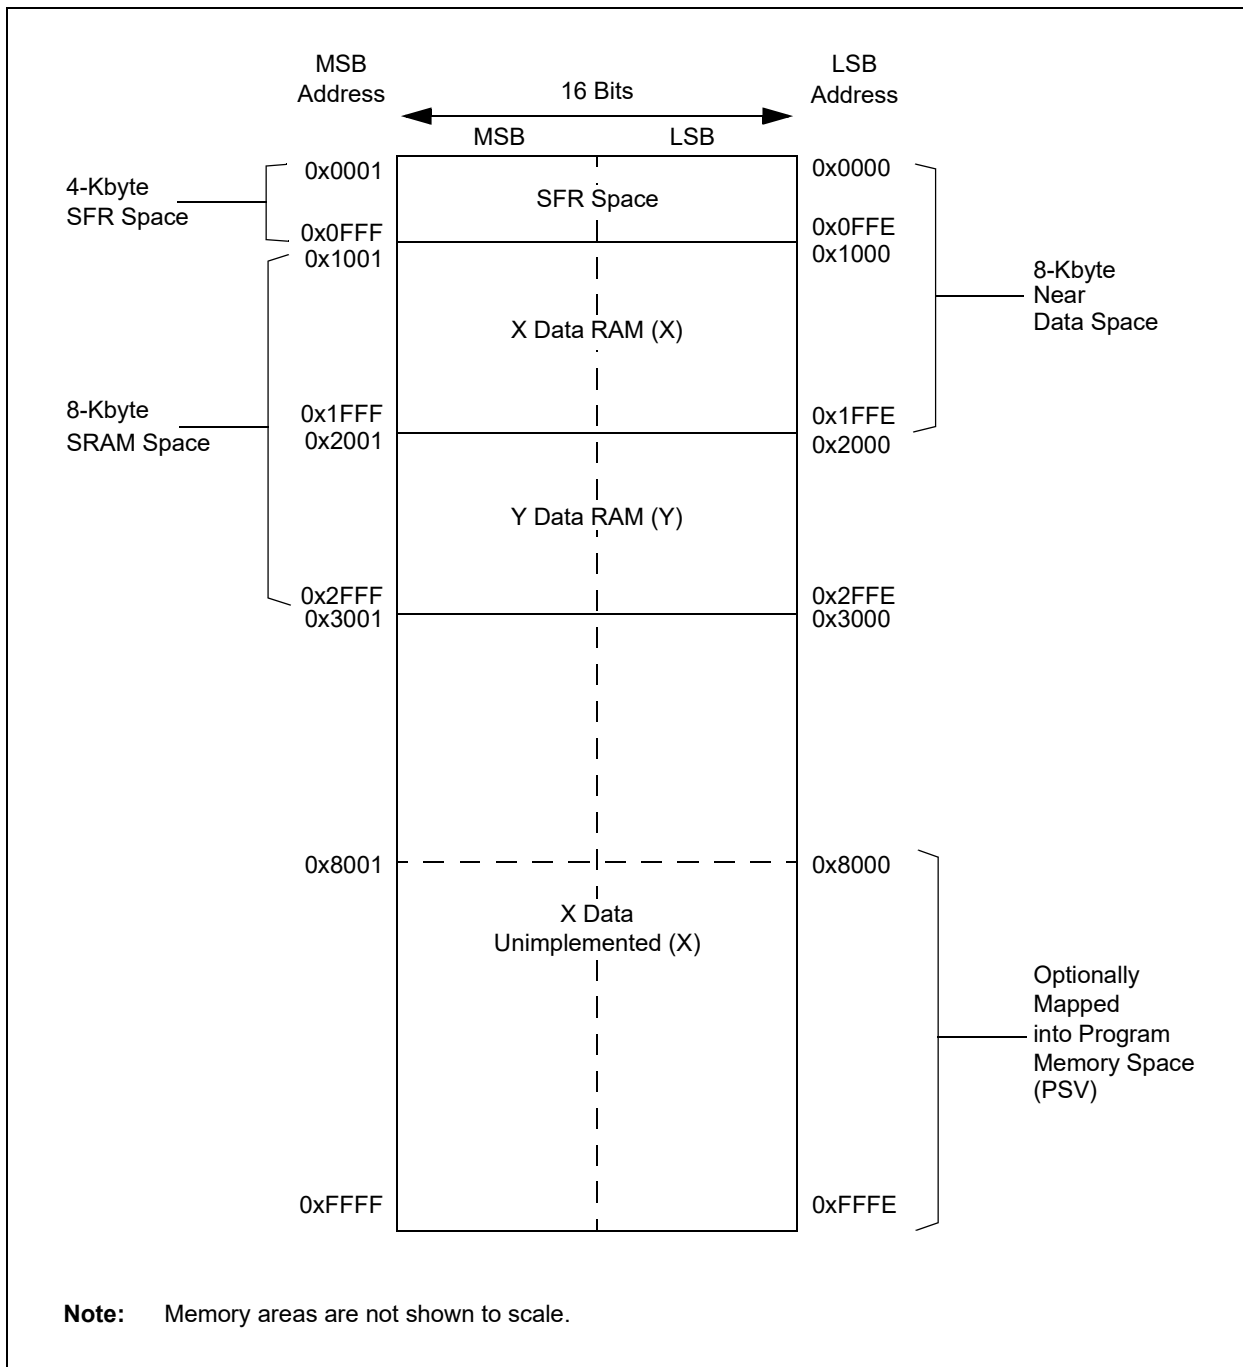 MSB
Address
LSB
Address
16 Bits
MSB
LSB
0x0001
0x0000
4-Kbyte
SFR Space
SFR Space
0x0FFF
0x0FFE
0x1001
0x1000
8-Kbyte
Near
Data Space
X Data RAM (X)
8-Kbyte
SRAM Space
0x1FFF
0x1FFE
0x2001
0x2000
Y Data RAM (Y)
0x2FFF
0x2FFE
0x3001
0x3000
0x8001
0x8000
X Data
Unimplemented (X)
Optionally
Mapped
into Program
Memory Space
(PSV)
0xFFFF
0xFFFE
Note: Memory areas are not shown to scale.